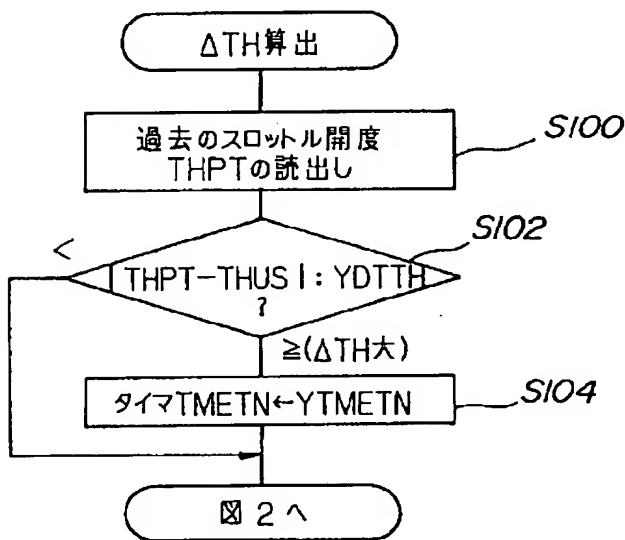 ΔTH算出
過去のスロットル開度
THPTの読出し
S100
S102
<
|THPT-THUS|:YDTTH
?
≧(ΔTH大)
タイマTMETN←YTMETN
S104
図2へ